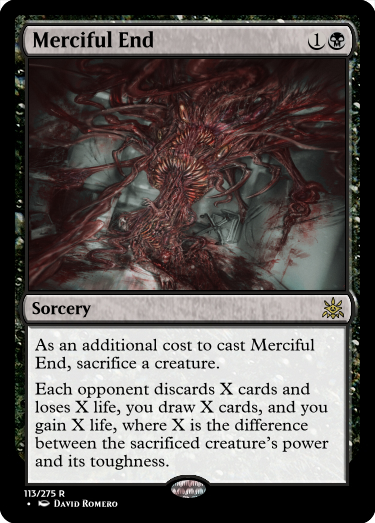 Merciful End 1
Sorcery
As an additional cost to cast Merciful
End, sacrifice a creature.
Each opponent discards X cards and
loses X life, you draw X cards, and you
gain X life, where X is the difference
between the sacrificed creature's power
and its toughness.
113/275 R
• David Romero